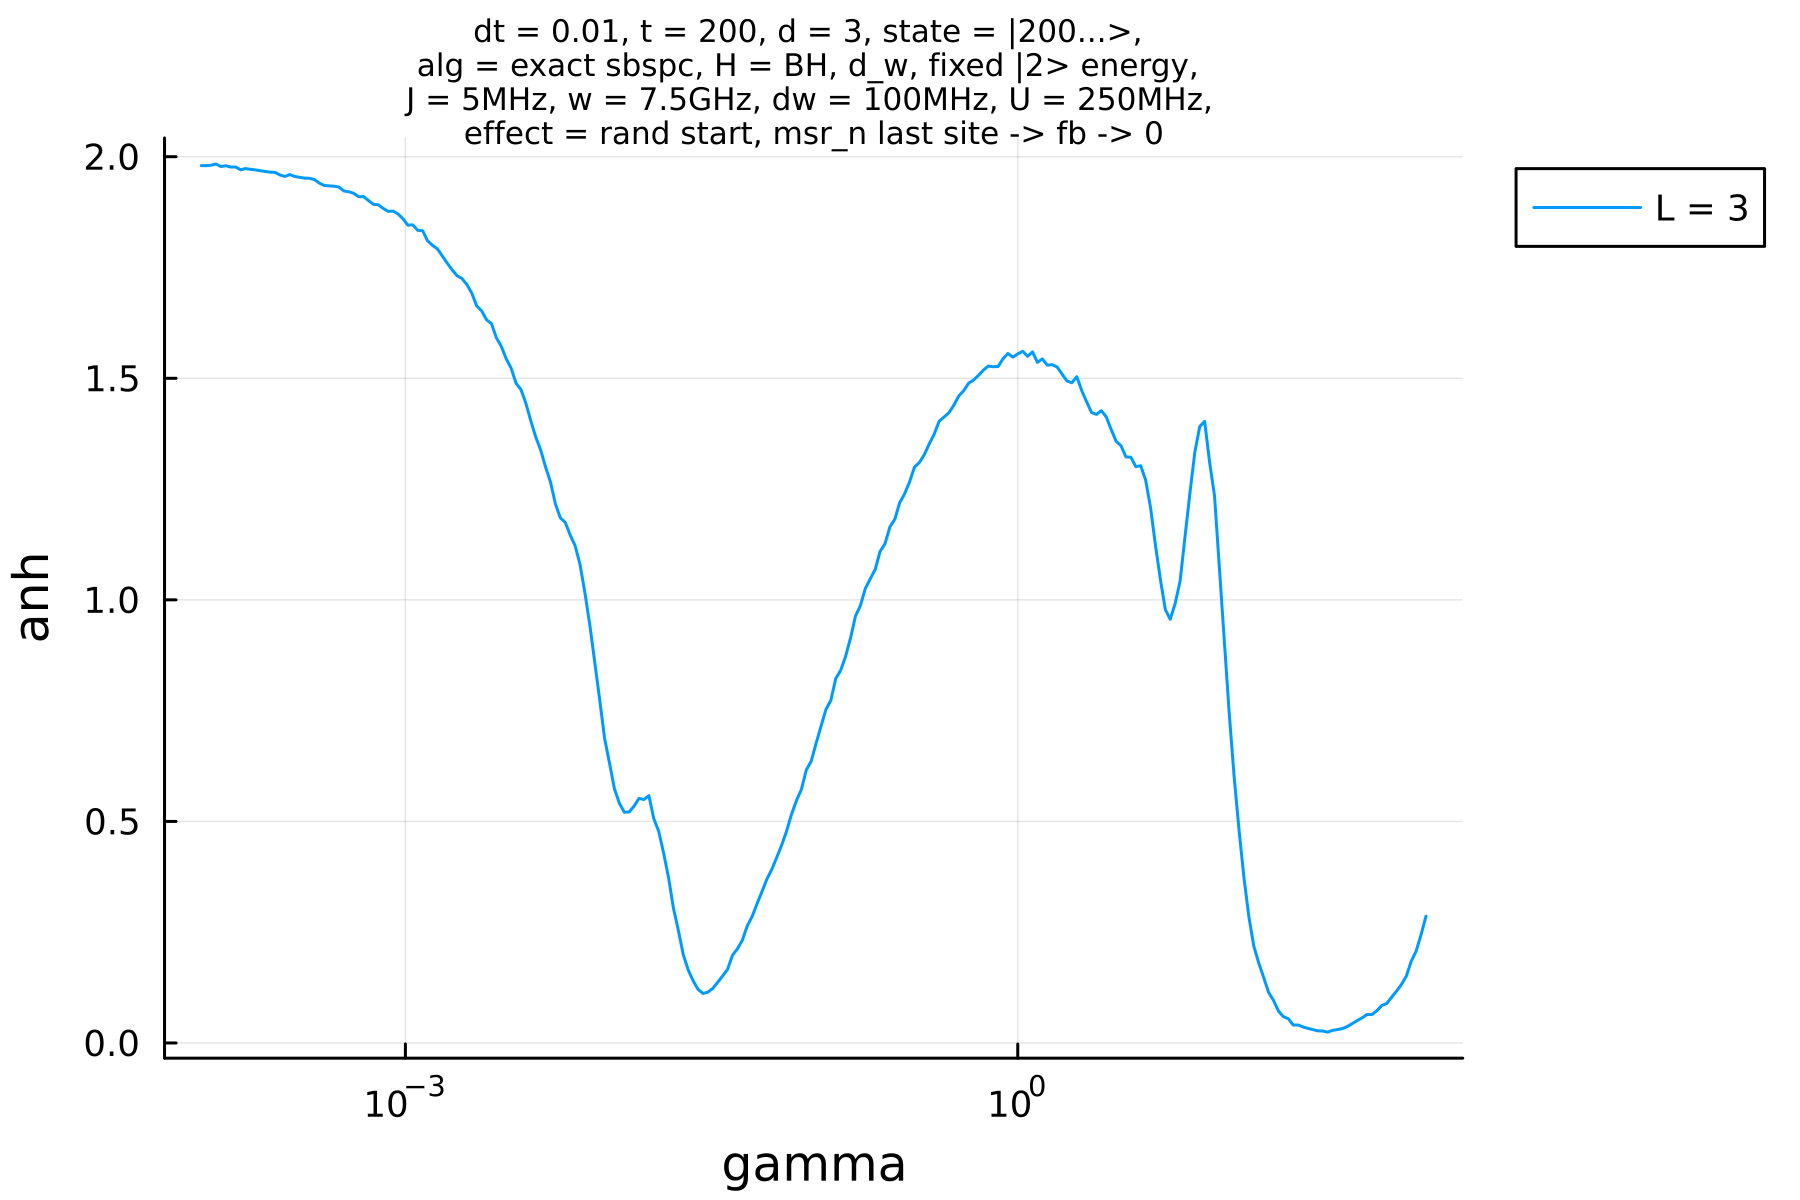 dt = 0.01, t = 200, d = 3, state = |200...>,
alg = exact sbspc, H = BH, d_w, fixed |2> energy,
J = 5MHz, w = 7.5GHz, dw = 100MHz, U = 250MHz,
effect = rand start, msr_n last site -> fb -> 0
2.0
1.5
1.0
0.5
0.0
anh
10⁻³
10⁰
gamma
L = 3